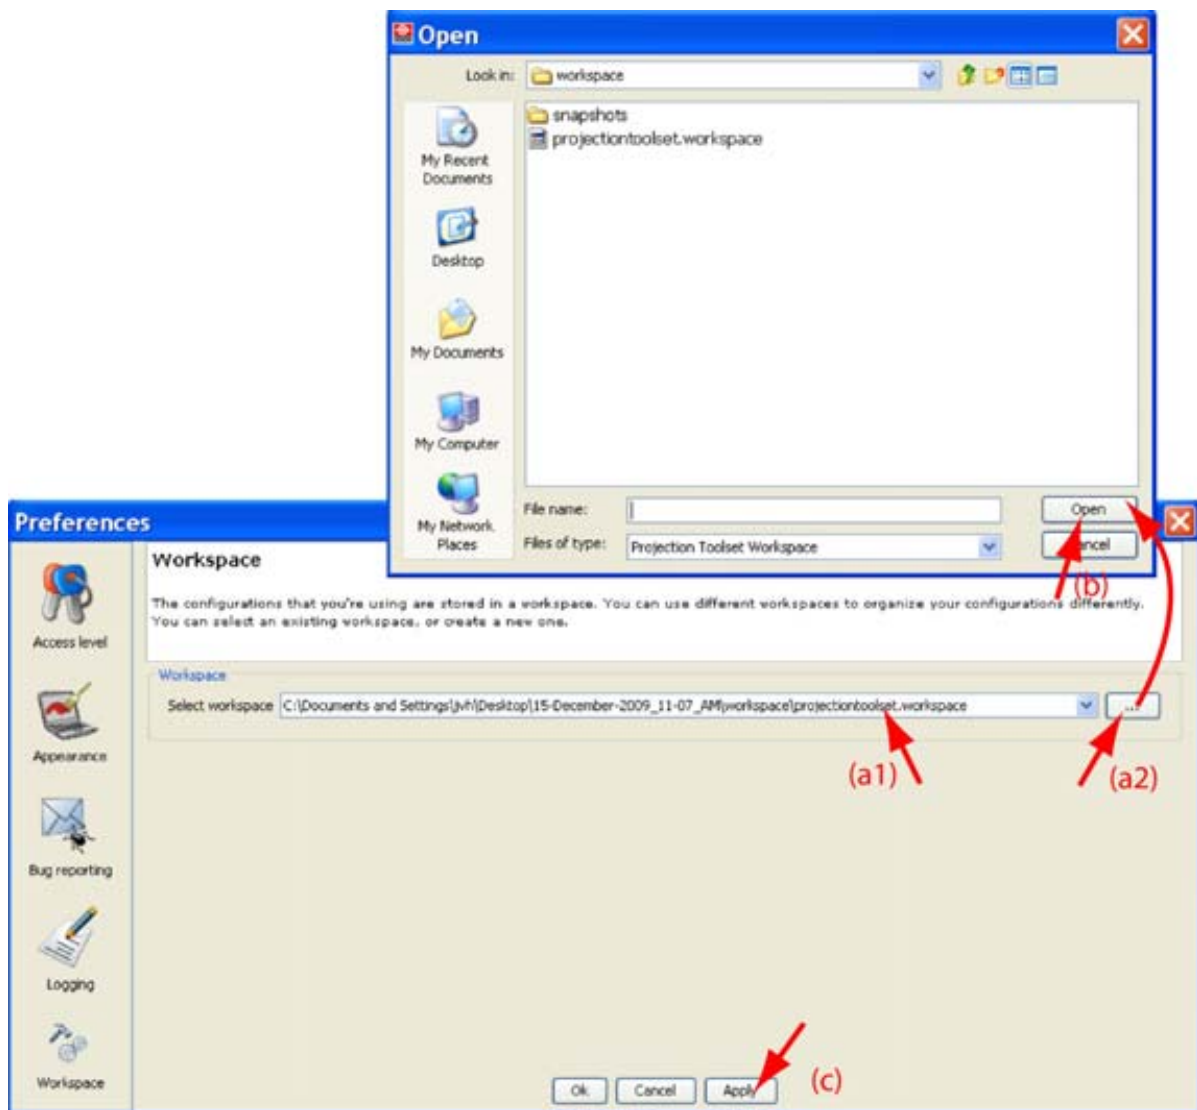 Open
Look in: workspace
snapshots
projectiontoolset.workspace
My Recent
Documents
Desktop
My Documents
My Computer
My Network
Places
File name:
Open
Files of type: Projection Toolset Workspace
Cancel
(b)
Preferences
Access level
Appearance
Bug reporting
Logging
Workspace
Workspace
The configurations that you're using are stored in a workspace. You can use different workspaces to organize your configurations differently.
You can select an existing workspace, or create a new one.
Workspace
Select workspace C:\Documents and Settings\jvh\Desktop\15-December-2009_11-07_AM\workspace\projectiontoolset.workspace ...
(a1)
(a2)
Ok Cancel Apply
(c)